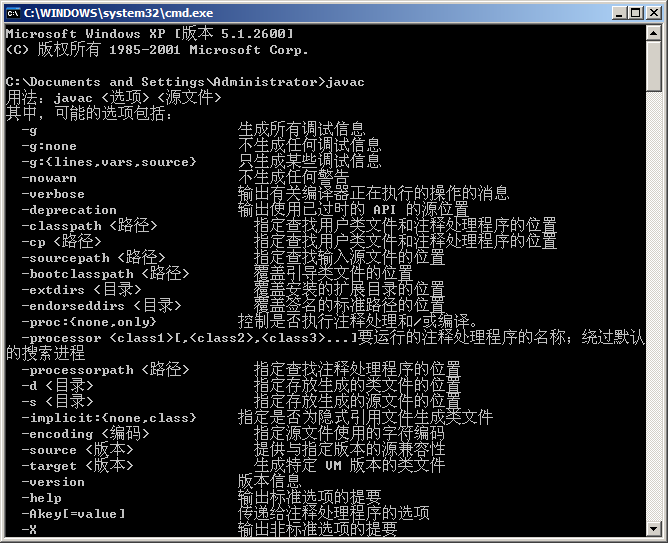 C:\WINDOWS\system32\cmd.exe
Microsoft Windows XP [版本 5.1.2600]
(C) 版权所有 1985-2001 Microsoft Corp.
C:\Documents and Settings\Administrator>javac
用法：javac <选项> <源文件>
其中，可能的选项包括：
-g 生成所有调试信息
-g:none 不生成任何调试信息
-g:{lines,vars,source} 只生成某些调试信息
-nowarn 不生成任何警告
-verbose 输出有关编译器正在执行的操作的消息
-deprecation 输出使用已过时的 API 的源位置
-classpath <路径> 指定查找用户类文件和注释处理程序的位置
-cp <路径> 指定查找用户类文件和注释处理程序的位置
-sourcepath <路径> 指定查找输入源文件的位置
-bootclasspath <路径> 覆盖引导类文件的位置
-extdirs <目录> 覆盖安装的扩展目录的位置
-endorseddirs <目录> 覆盖签名的标准路径的位置
-proc:{none,only} 控制是否执行注释处理和/或编译。
-processor <class1>[,<class2>,<class3>...]要运行的注释处理程序的名称；绕过默认
的搜索进程
-processorpath <路径> 指定查找注释处理程序的位置
-d <目录> 指定存放生成的类文件的位置
-s <目录> 指定存放生成的源文件的位置
-implicit:{none,class} 指定是否为隐式引用文件生成类文件
-encoding <编码> 指定源文件使用的字符编码
-source <版本> 提供与指定版本的源兼容性
-target <版本> 生成特定 VM 版本的类文件
-version 版本信息
-help 输出标准选项的提要
-Akey[=value] 传递给注释处理程序的选项
-X 输出非标准选项的提要